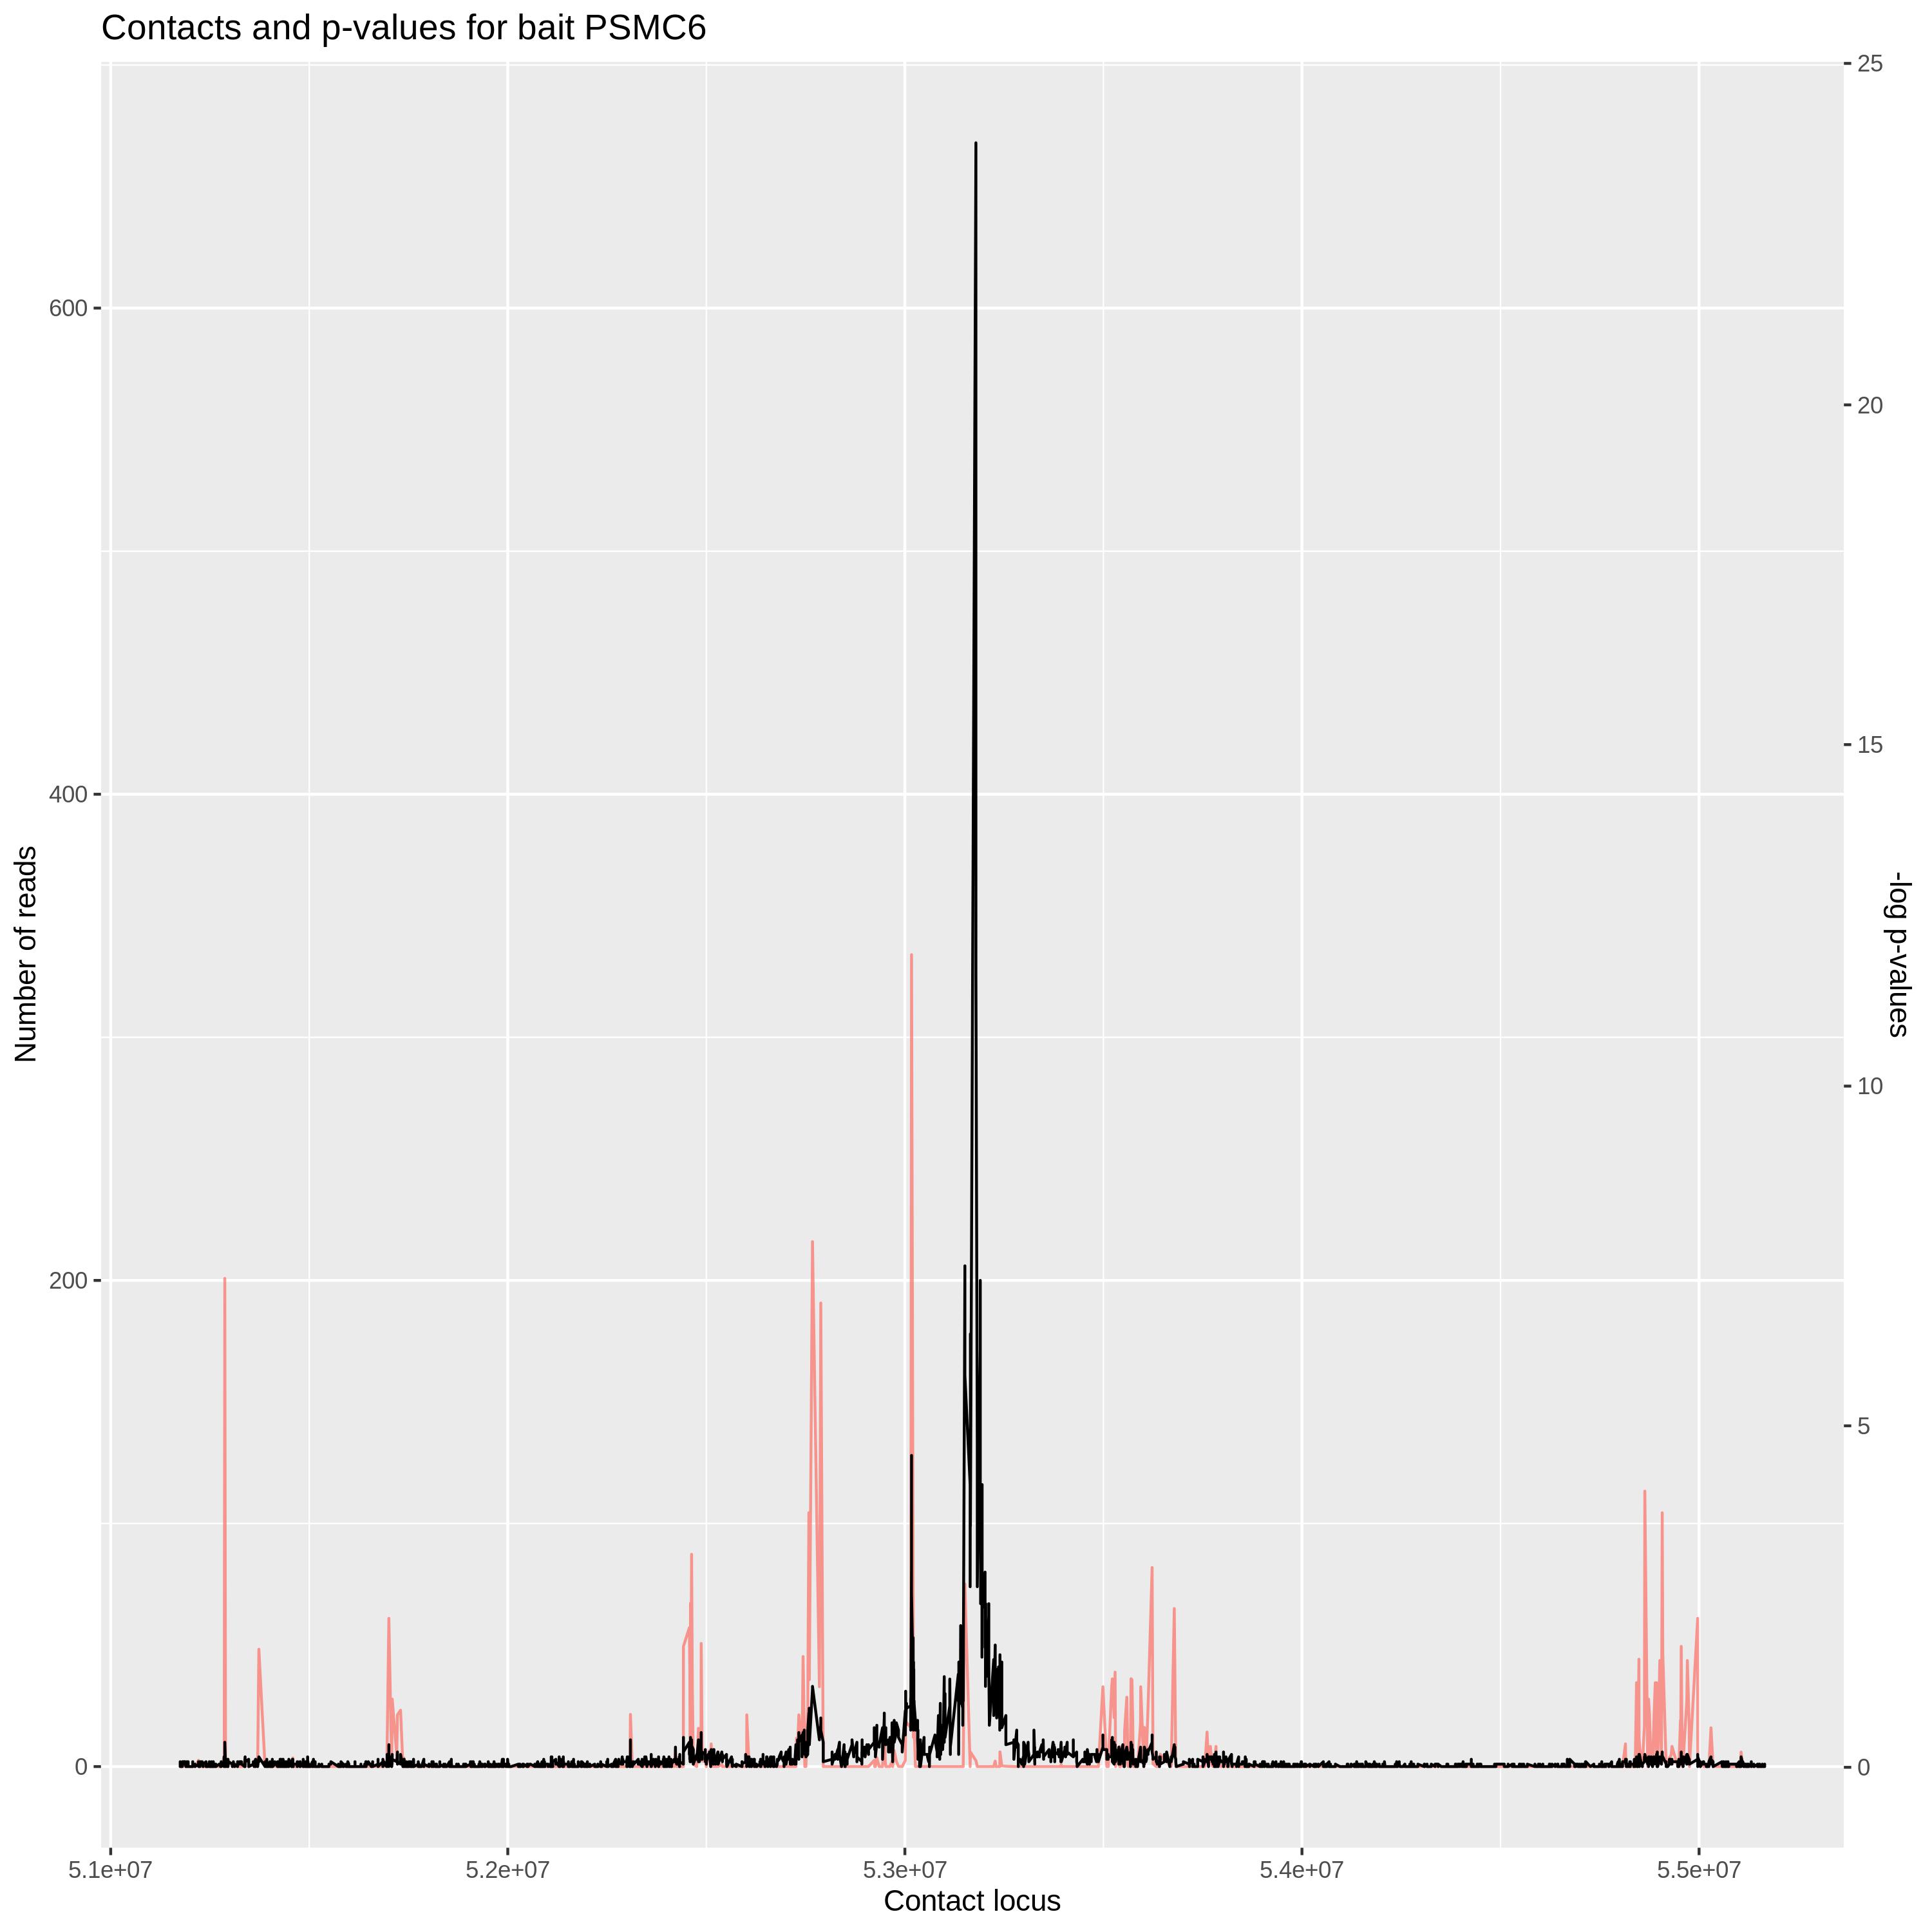 Contacts and p-values for bait PSMC6
25
20
15
10
5
0
-log p-values
600
400
200
0
Number of reads
5.1e+07 5.2e+07 5.3e+07 5.4e+07 5.5e+07
Contact locus